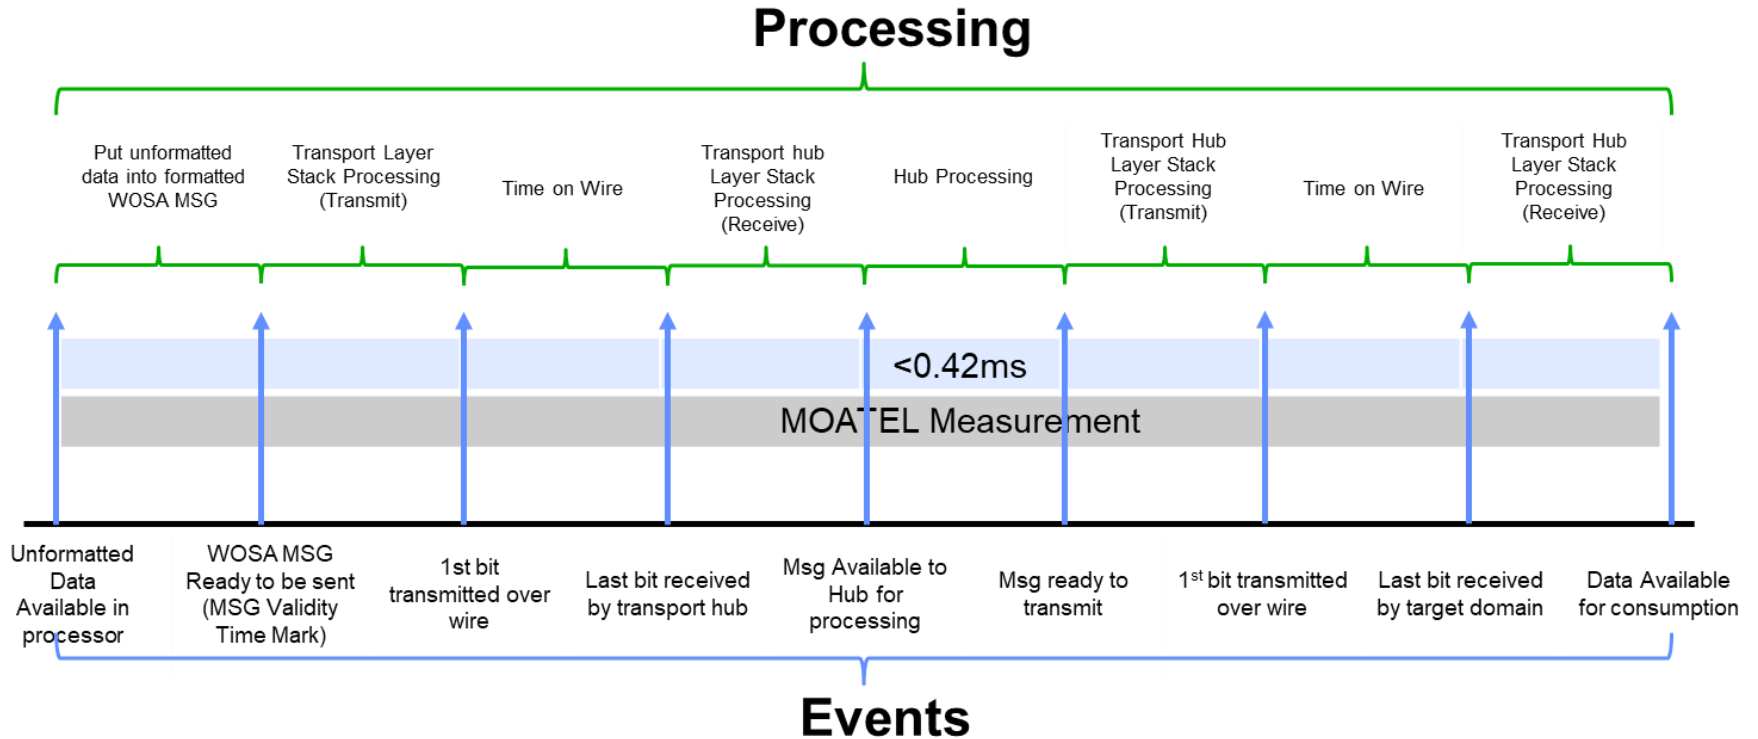 Processing
Put unformatted
data into formatted
WOSA MSG
Transport Layer
Stack Processing
(Transmit)
Time on Wire
Transport hub
Layer Stack
Processing
(Receive)
Hub Processing
Transport Hub
Layer Stack
Processing
(Transmit)
Time on Wire
Transport Hub
Layer Stack
Processing
(Receive)
<0.42ms
MOATEL Measurement
Unformatted
Data
Available in
processor
WOSA MSG
Ready to be sent
(MSG Validity
Time Mark)
1st bit
transmitted over
wire
Last bit received
by transport hub
Msg Available to
Hub for
processing
Msg ready to
transmit
1st bit transmitted
over wire
Last bit received
by target domain
Data Available
for consumption
Events